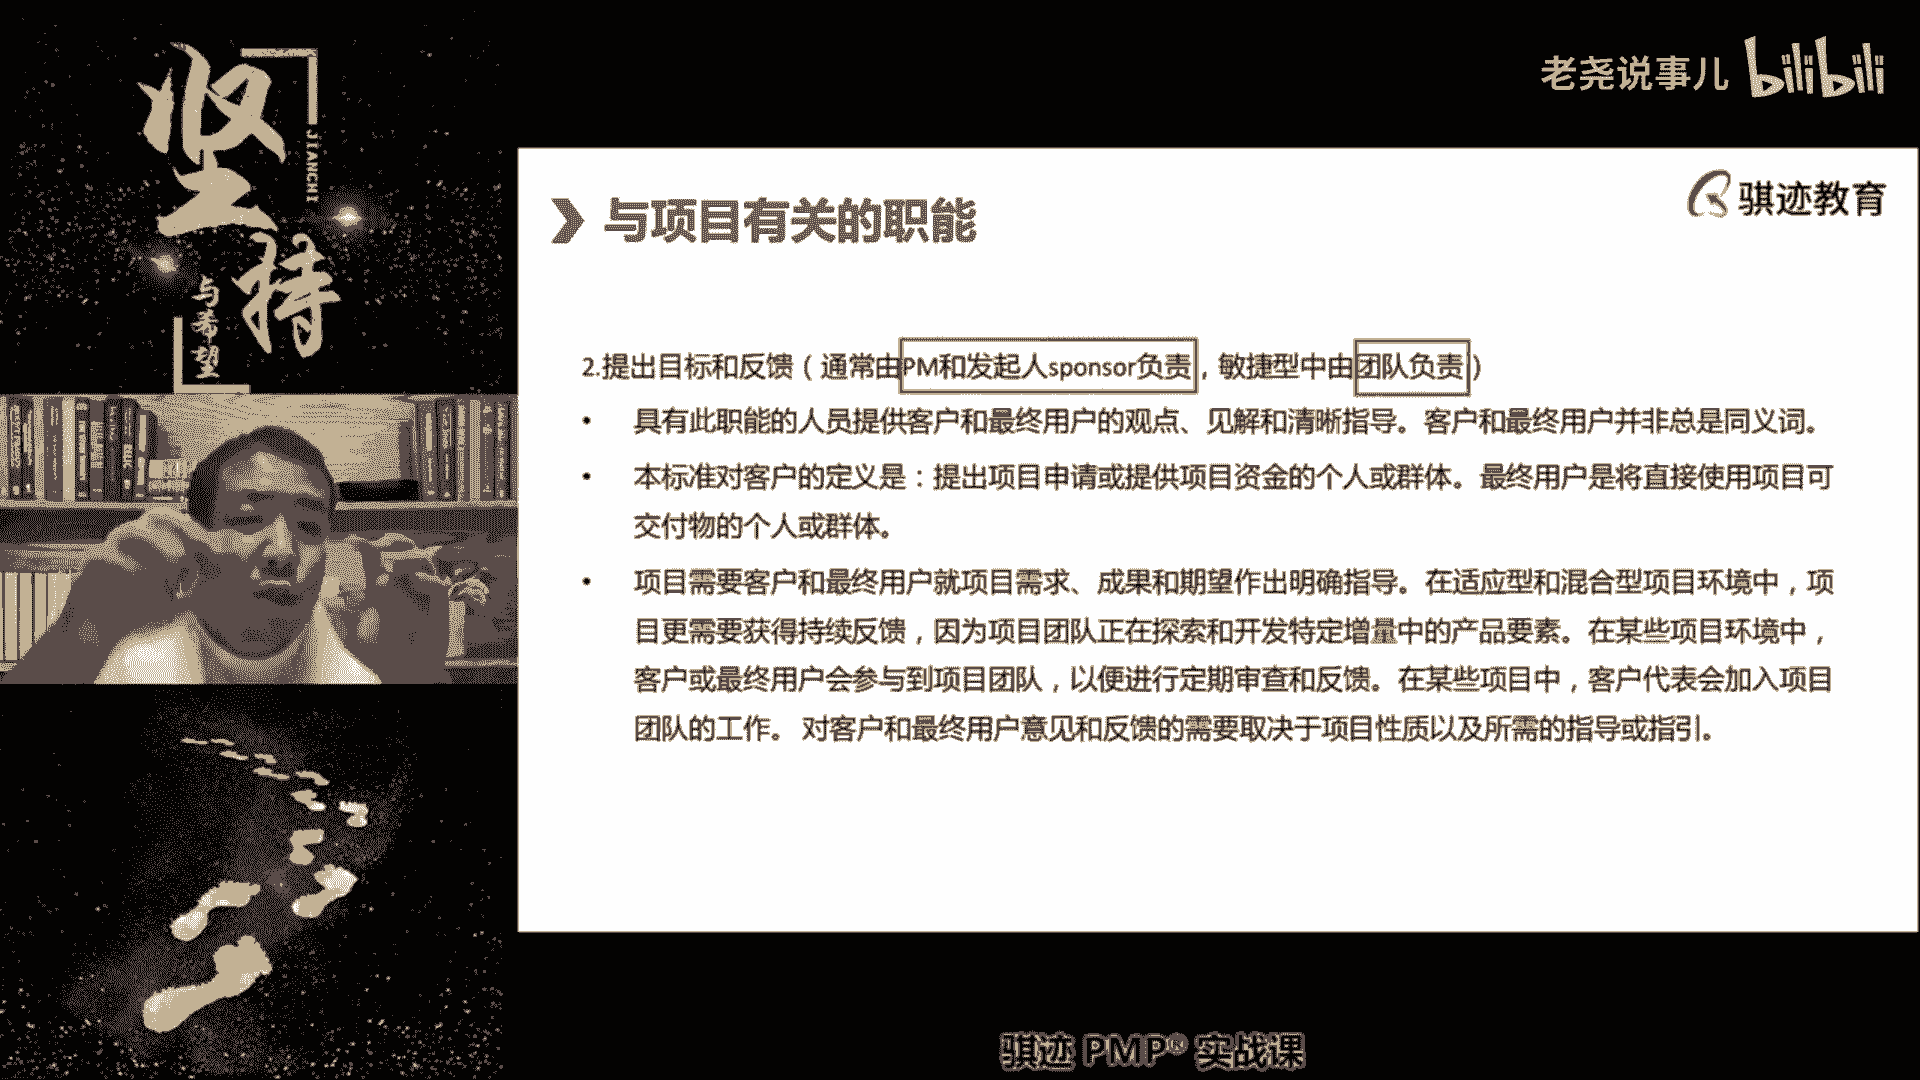 坚持
JIANCHI
与希望
老尧说事儿 bilibili
骐迹教育
与项目有关的职能
2.提出目标和反馈（通常由PM和发起人sponsor负责，敏捷型中由团队负责）
• 具有此职能的人员提供客户和最终用户的观点、见解和清晰指导。客户和最终用户并非总是同义词。
• 本标准对客户的定义是：提出项目申请或提供项目资金的个人或群体。最终用户是将直接使用项目可
交付物的个人或群体。
• 项目需要客户和最终用户就项目需求、成果和期望作出明确指导。在适应型和混合型项目环境中，项
目更需要获得持续反馈，因为项目团队正在探索和开发特定增量中的产品要素。在某些项目环境中，
客户或最终用户会参与到项目团队，以便进行定期审查和反馈。在某些项目中，客户代表会加入项目
团队的工作。 对客户和最终用户意见和反馈的需要取决于项目性质以及所需的指导或指引。
骐迹 PMP® 实战课